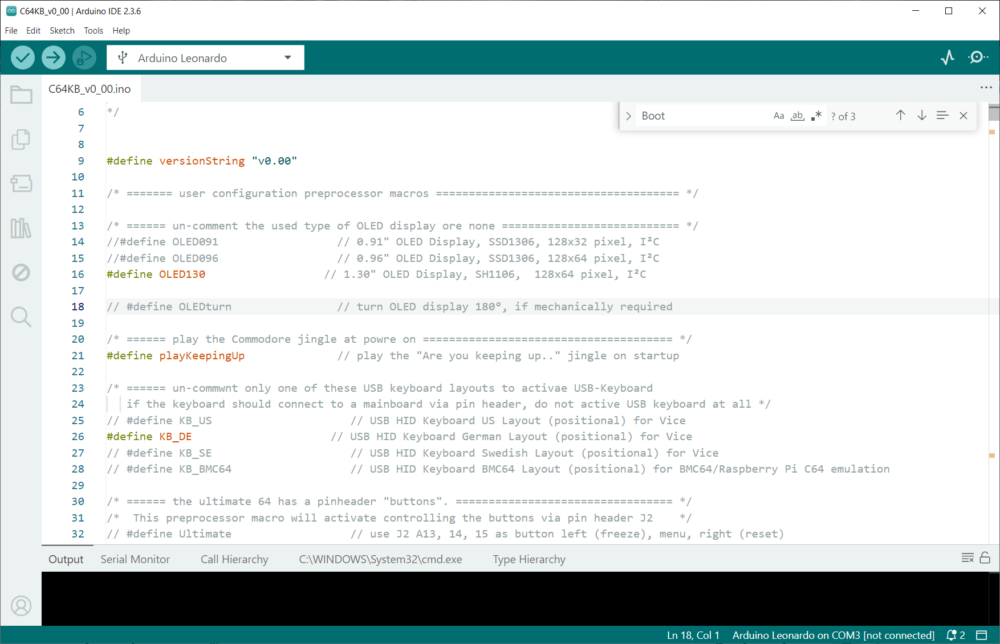 C64KB_v0_00 | Arduino IDE 2.3.6
File Edit Sketch Tools Help
Arduino Leonardo
C64KB_v0_00.ino
Boot Aa ab ? of 3
6 */
7
8
9 #define versionString "v0.00"
10
11 /* ======= user configuration preprocessor macros ===================================== */
12
13 /* ====== un-comment the used type of OLED display ore none =========================== */
14 //#define OLED091 // 0.91" OLED Display, SSD1306, 128x32 pixel, I²C
15 //#define OLED096 // 0.96" OLED Display, SSD1306, 128x64 pixel, I²C
16 #define OLED130 // 1.30" OLED Display, SH1106,  128x64 pixel, I²C
17
18 // #define OLEDturn // turn OLED display 180°, if mechanically required
19
20 /* ====== play the Commodore jingle at powre on ====================================== */
21 #define playKeepingUp // play the "Are you keeping up.." jingle on startup
22
23 /* ====== un-commwnt only one of these USB keyboard layouts to activae USB-Keyboard
24 if the keyboard should connect to a mainboard via pin header, do not active USB keyboard at all */
25 // #define KB_US // USB HID Keyboard US Layout (positional) for Vice
26 #define KB_DE // USB HID Keyboard German Layout (positional) for Vice
27 // #define KB_SE // USB HID Keyboard Swedish Layout (positional) for Vice
28 // #define KB_BMC64 // USB HID Keyboard BMC64 Layout (positional) for BMC64/Raspberry Pi C64 emulation
29
30 /* ====== the ultimate 64 has a pinheader "buttons". ================================= */
31 /*  This preprocessor macro will activate controlling the buttons via pin header J2    */
32 // #define Ultimate // use J2 A13, 14, 15 as button left (freeze), menu, right (reset)
Output Serial Monitor Call Hierarchy C:\WINDOWS\System32\cmd.exe Type Hierarchy
Ln 18, Col 1 Arduino Leonardo on COM3 [not connected] 2